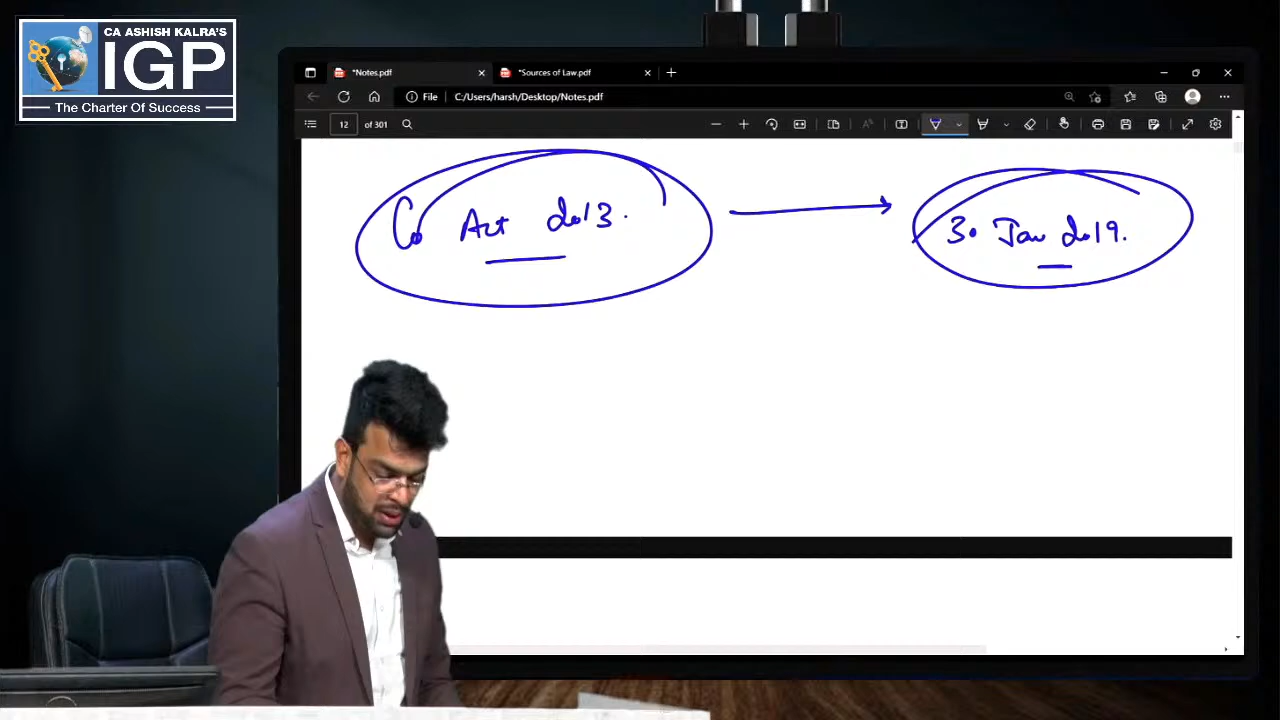 CA ASHISH KALRA'S
IGP
The Charter Of Success
*Notes.pdf
*Sources of Law.pdf
File
C:/Users/harsh/Desktop/Notes.pdf
12 of 301
Co Act 2013.
30 Jan 2019.